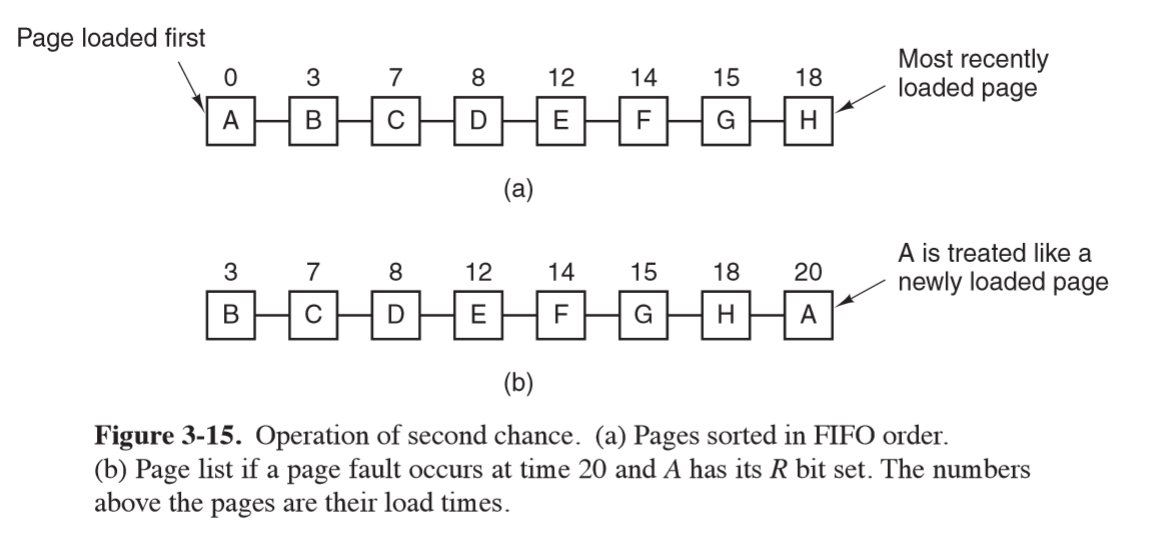 Page loaded first
0 3 7 8 12 14 15 18
Most recently
loaded page
A B C D E F G H
(a)
3 7 8 12 14 15 18 20
A is treated like a
newly loaded page
B C D E F G H A
(b)
Figure 3-15. Operation of second chance. (a) Pages sorted in FIFO order.
(b) Page list if a page fault occurs at time 20 and A has its R bit set. The numbers
above the pages are their load times.